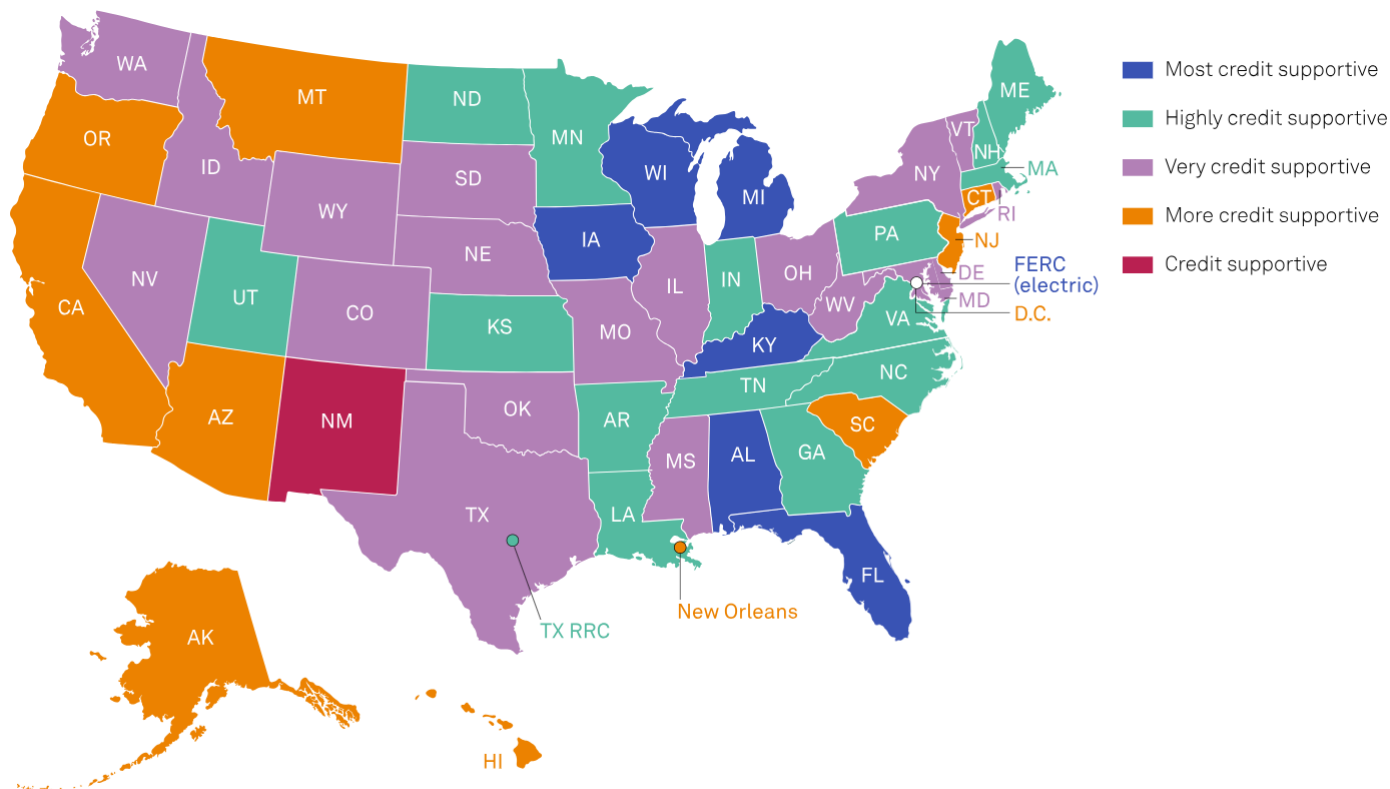 WA
MT
ND
MN
ME
OR
ID
SD
WI
MI
NY
VT
NH
MA
WY
CT
RI
IA
NE
PA
NJ
NV
UT
CO
IL
IN
OH
DE
FERC
(electric)
MD
D.C.
WV
VA
CA
KS
MO
KY
NC
TN
AZ
NM
OK
AR
SC
MS
AL
GA
TX
LA
FL
New Orleans
TX RRC
AK
HI
Most credit supportive
Highly credit supportive
Very credit supportive
More credit supportive
Credit supportive